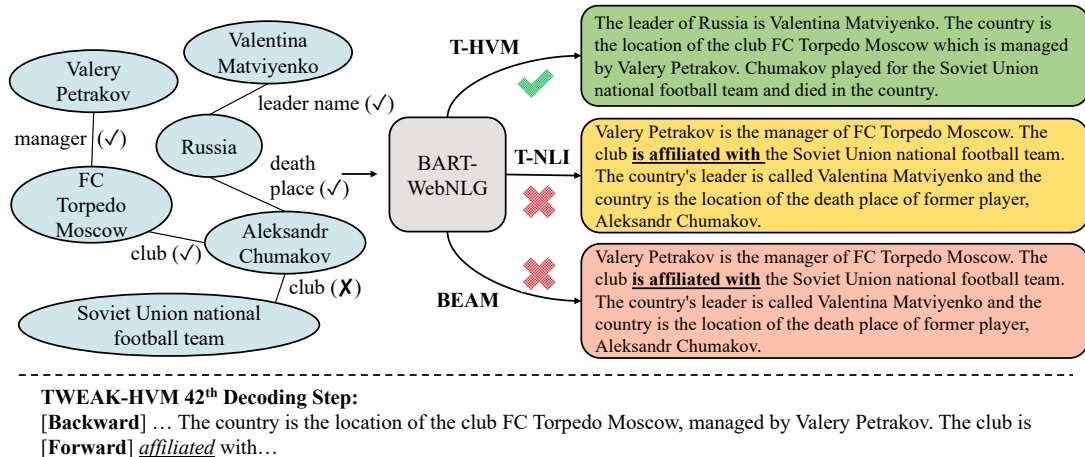 Valery
Petrakov
Valentina
Matviyenko
manager (✓)
leader name (✓)
Russia
death
place (✓)
FC
Torpedo
Moscow
club (✓)
Aleksandr
Chumakov
club (✗)
Soviet Union national
football team
BART-
WebNLG
T-HVM
T-NLI
BEAM
The leader of Russia is Valentina Matviyenko. The country is
the location of the club FC Torpedo Moscow which is managed
by Valery Petrakov. Chumakov played for the Soviet Union
national football team and died in the country.
Valery Petrakov is the manager of FC Torpedo Moscow. The
club is affiliated with the Soviet Union national football team.
The country's leader is called Valentina Matviyenko and the
country is the location of the death place of former player,
Aleksandr Chumakov.
Valery Petrakov is the manager of FC Torpedo Moscow. The
club is affiliated with the Soviet Union national football team.
The country's leader is called Valentina Matviyenko and the
country is the location of the death place of former player,
Aleksandr Chumakov.
TWEAK-HVM 42th Decoding Step:
[Backward] … The country is the location of the club FC Torpedo Moscow, managed by Valery Petrakov. The club is
[Forward] affiliated with…